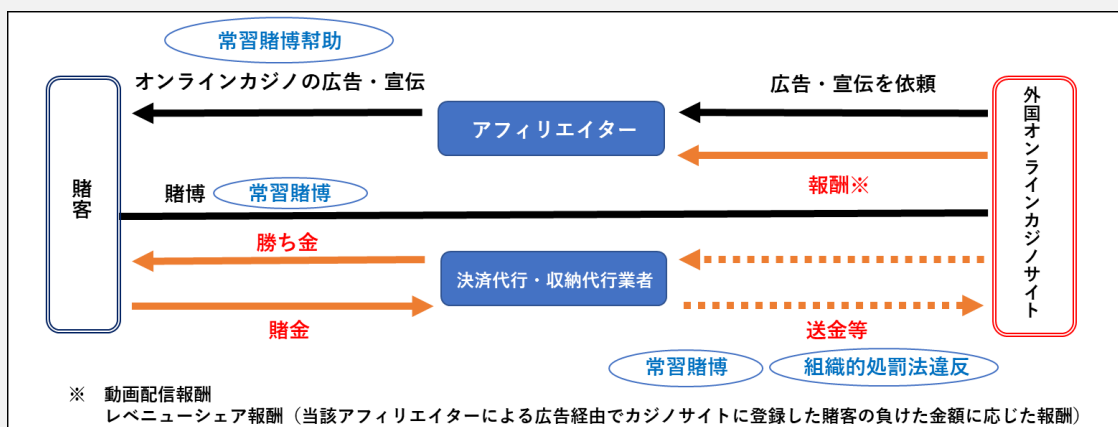 常習賭博幇助
オンラインカジノの広告・宣伝
広告・宣伝を依頼
アフィリエイター
報酬※
賭客
外国オンラインカジノサイト
賭博
常習賭博
勝ち金
決済代行・収納代行業者
賭金
送金等
常習賭博
組織的処罰法違反
※ 動画配信報酬
レベニューシェア報酬（当該アフィリエイターによる広告経由でカジノサイトに登録した賭客の負けた金額に応じた報酬）